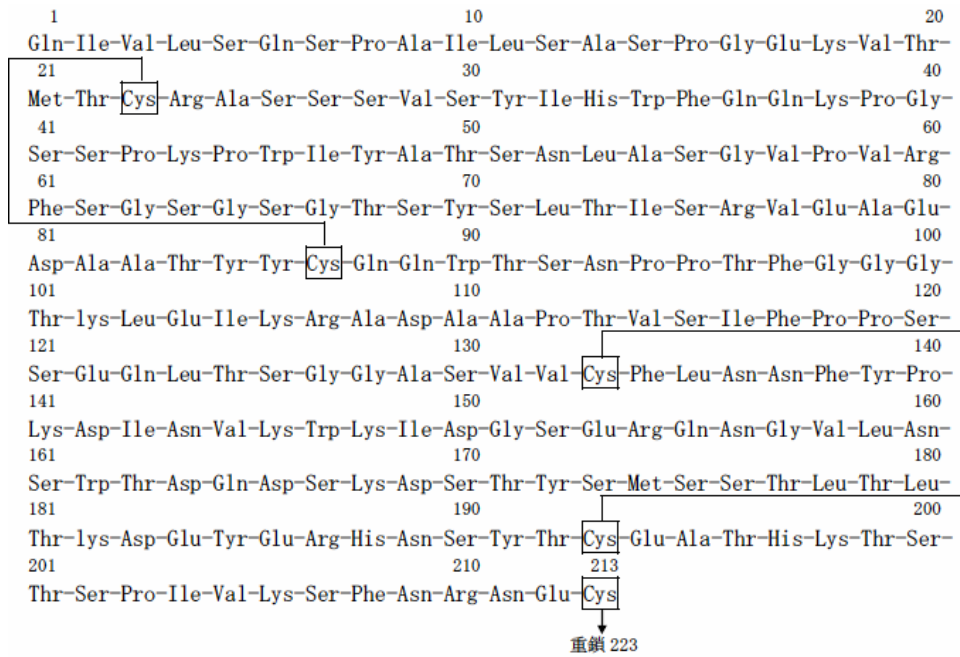 1 10 20
Gln-Ile-Val-Leu-Ser-Gln-Ser-Pro-Ala-Ile-Leu-Ser-Ala-Ser-Pro-Gly-Glu-Lys-Val-Thr-
21 30 40
Met-Thr-Cys-Arg-Ala-Ser-Ser-Ser-Val-Ser-Tyr-Ile-His-Trp-Phe-Gln-Gln-Lys-Pro-Gly-
41 50 60
Ser-Ser-Pro-Lys-Pro-Trp-Ile-Tyr-Ala-Thr-Ser-Asn-Leu-Ala-Ser-Gly-Val-Pro-Val-Arg-
61 70 80
Phe-Ser-Gly-Ser-Gly-Ser-Gly-Thr-Ser-Tyr-Ser-Leu-Thr-Ile-Ser-Arg-Val-Glu-Ala-Glu-
81 90 100
Asp-Ala-Ala-Thr-Tyr-Tyr-Cys-Gln-Gln-Trp-Thr-Ser-Asn-Pro-Pro-Thr-Phe-Gly-Gly-Gly-
101 110 120
Thr-lys-Leu-Glu-Ile-Lys-Arg-Ala-Asp-Ala-Ala-Pro-Thr-Val-Ser-Ile-Phe-Pro-Pro-Ser-
121 130 140
Ser-Glu-Gln-Leu-Thr-Ser-Gly-Gly-Ala-Ser-Val-Val-Cys-Phe-Leu-Asn-Asn-Phe-Tyr-Pro-
141 150 160
Lys-Asp-Ile-Asn-Val-Lys-Trp-Lys-Ile-Asp-Gly-Ser-Glu-Arg-Gln-Asn-Gly-Val-Leu-Asn-
161 170 180
Ser-Trp-Thr-Asp-Gln-Asp-Ser-Lys-Asp-Ser-Thr-Tyr-Ser-Met-Ser-Ser-Thr-Leu-Thr-Leu-
181 190 200
Thr-lys-Asp-Glu-Tyr-Glu-Arg-His-Asn-Ser-Tyr-Thr-Cys-Glu-Ala-Thr-His-Lys-Thr-Ser-
201 210 213
Thr-Ser-Pro-Ile-Val-Lys-Ser-Phe-Asn-Arg-Asn-Glu-Cys
重鎖 223